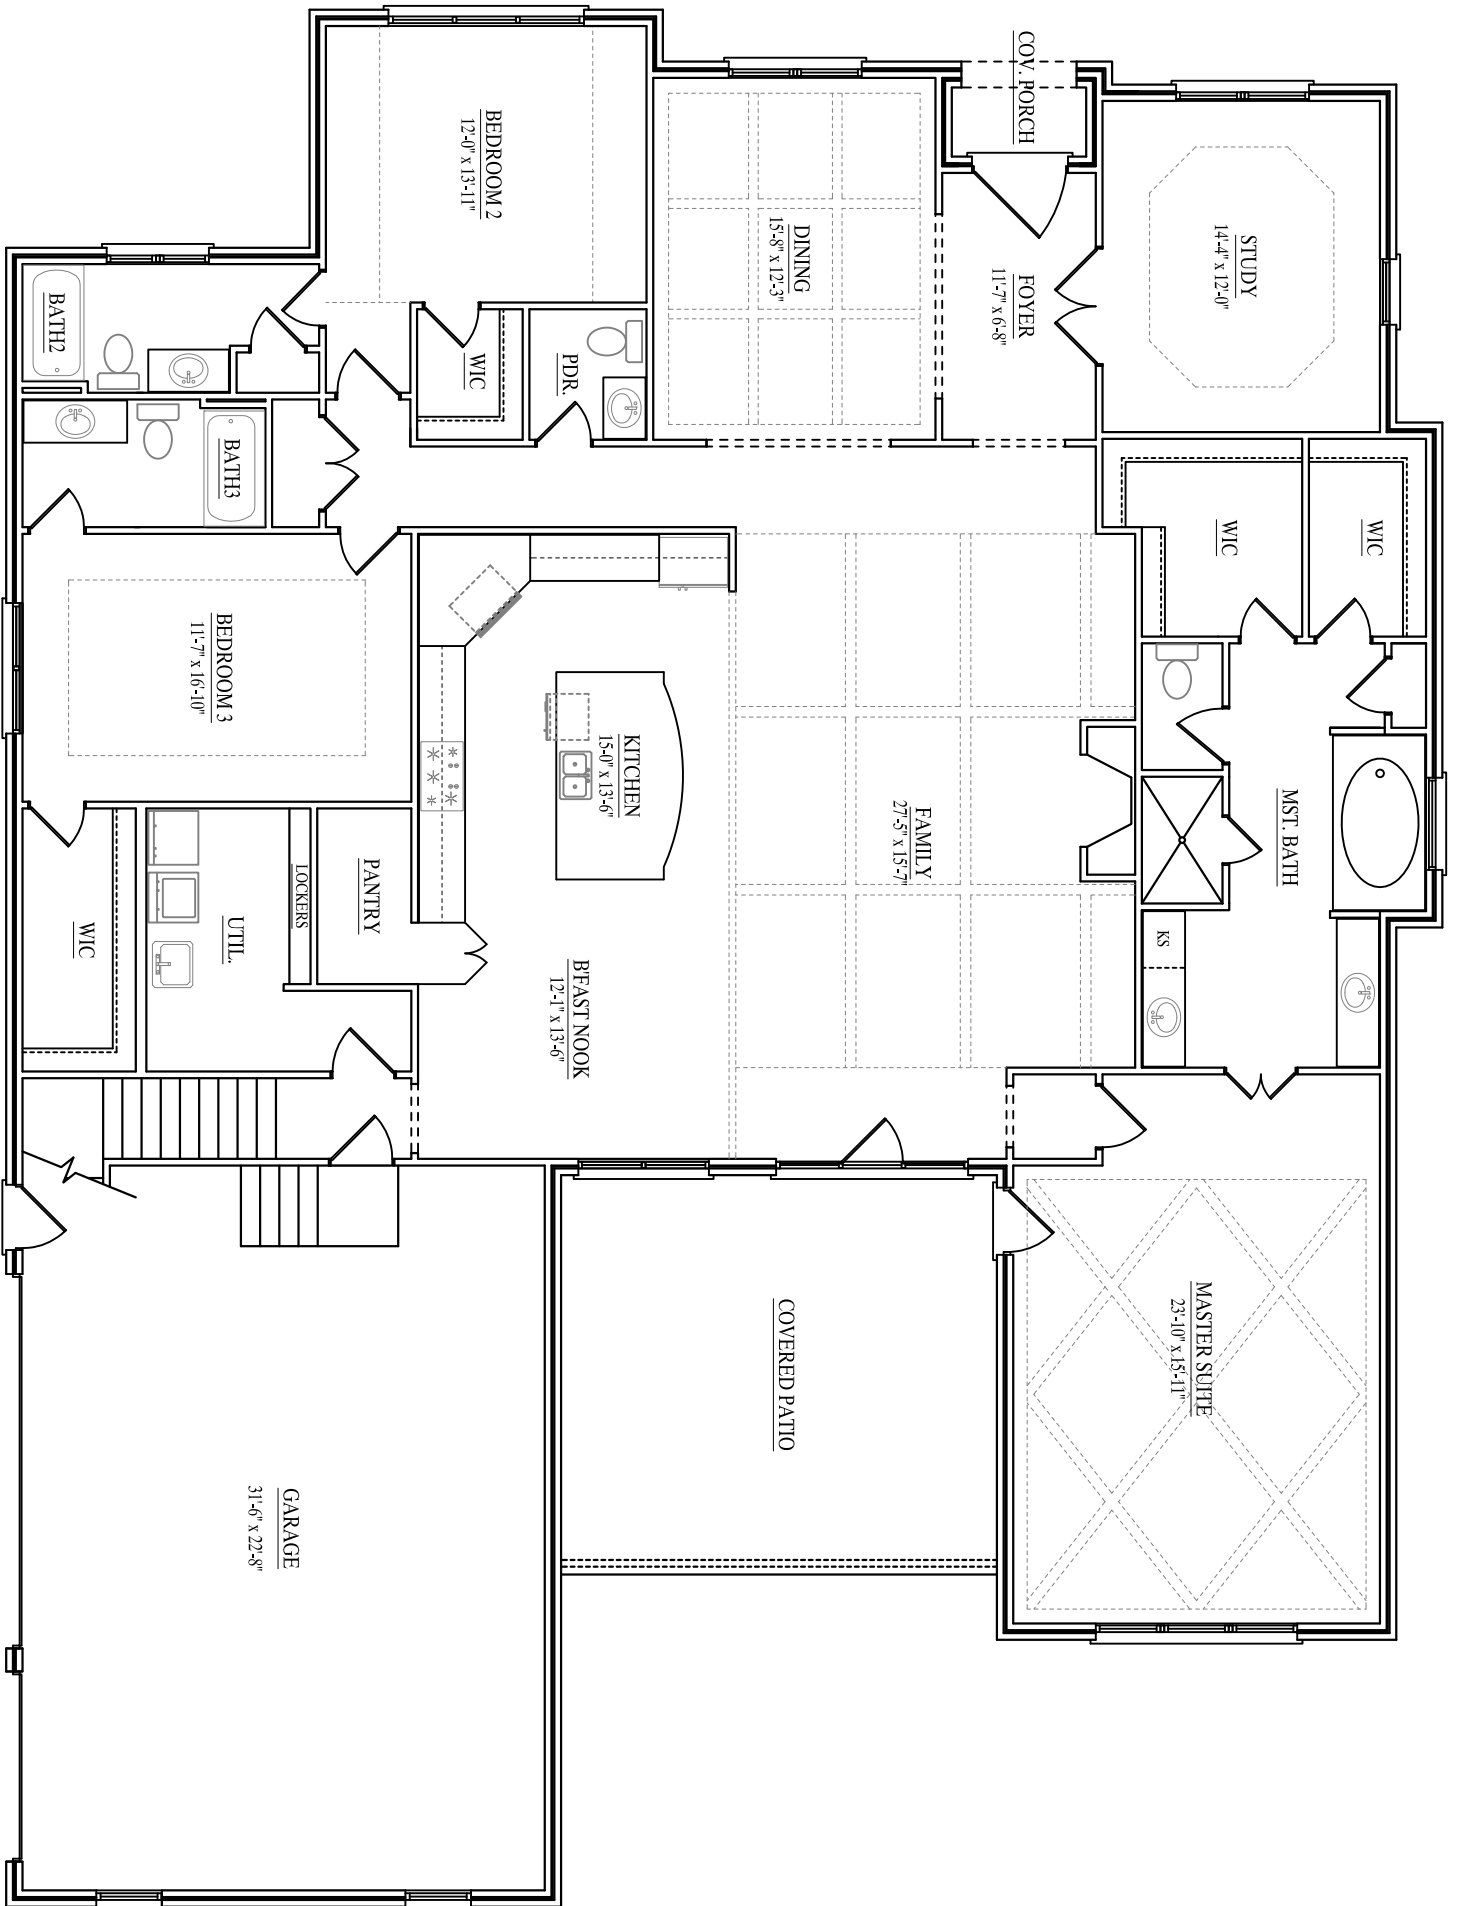 COV. PORCH
STUDY
14'-4" x 12'-0"
FOYER
11'-7" x 6'-8"
DINING
15'-8" x 12'-3"
BEDROOM 2
12'-0" x 13'-11"
WIC
PDR.
BATH2
BATH3
WIC
WIC
BEDROOM 3
11'-7" x 16'-10"
KITCHEN
15'-0" x 13'-6"
FAMILY
27'-5" x 15'-7"
MST. BATH
KS
PANTRY
LOCKERS
UTIL.
WIC
B'FAST NOOK
12'-1" x 13'-6"
MASTER SUITE
23'-10" x 15'-11"
COVERED PATIO
GARAGE
31'-6" x 22'-8"